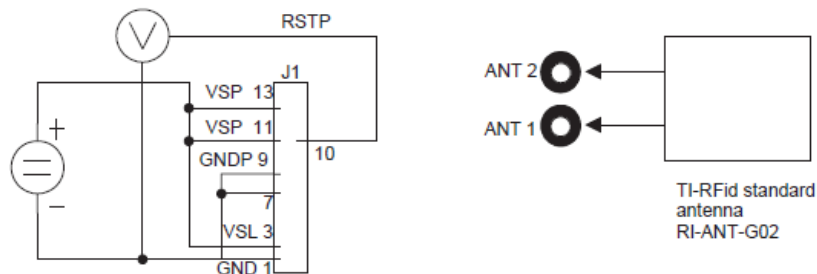 RSTP
V
J1
VSP 13
VSP 11
10
GNDP 9
7
VSL 3
GND 1
+
−
ANT 2
ANT 1
TI-RFid standard
antenna
RI-ANT-G02